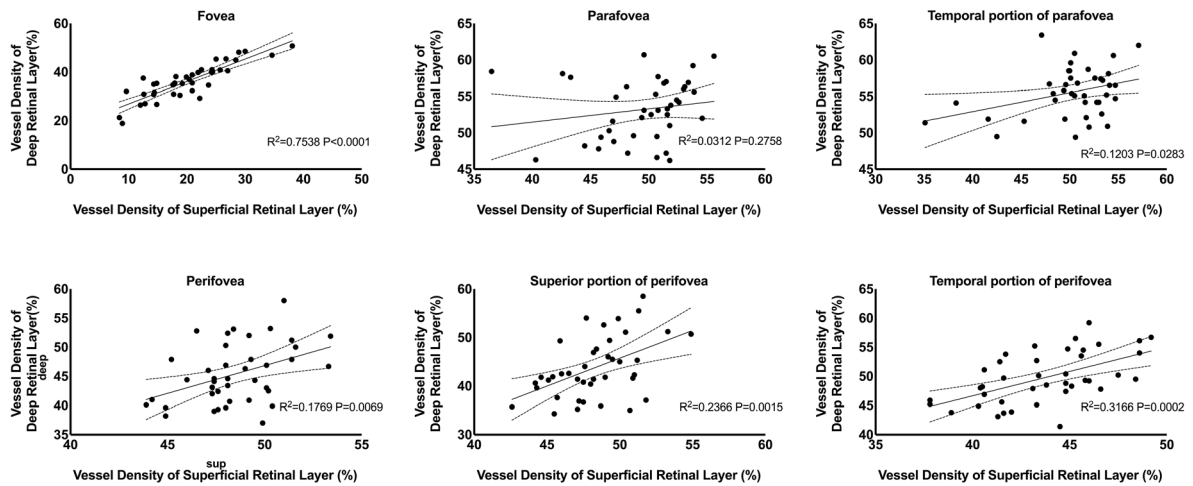 Fovea
60
40
20
0
0 10 20 30 40 50
Vessel Density of
Deep Retinal Layer(%)
R²=0.7538 P<0.0001
Vessel Density of Superficial Retinal Layer (%)
Parafovea
65
60
55
50
45
35 40 45 50 55 60
Vessel Density of
Deep Retinal Layer(%)
R²=0.0312 P=0.2758
Vessel Density of Superficial Retinal Layer (%)
Temporal portion of parafovea
65
60
55
50
45
30 35 40 45 50 55 60
Vessel Density of
Deep Retinal Layer(%)
R²=0.1203 P=0.0283
Vessel Density of Superficial Retinal Layer (%)
Perifovea
60
55
50
45
40
35
45 50 55
Vessel Density of
Deep Retinal Layer(%)
deep
R²=0.1769 P=0.0069
sup
Vessel Density of Superficial Retinal Layer (%)
Superior portion of perifovea
60
50
40
30
40 45 50 55 60
Vessel Density of
Deep Retinal Layer(%)
R²=0.2366 P=0.0015
Vessel Density of Superficial Retinal Layer (%)
Temporal portion of perifovea
65
60
55
50
45
40
35 40 45 50
Vessel Density of
Deep Retinal Layer(%)
R²=0.3166 P=0.0002
Vessel Density of Superficial Retinal Layer (%)